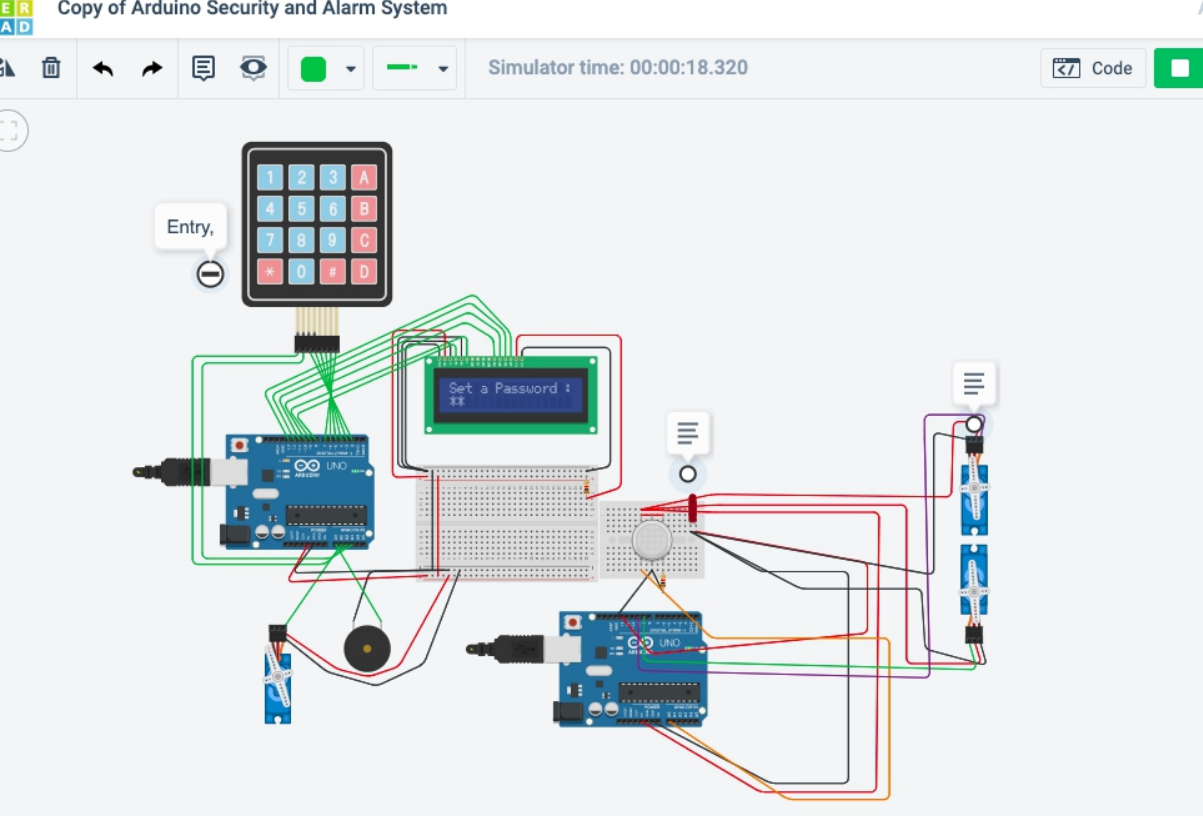 E R
A D
Copy of Arduino Security and Alarm System
Simulator time: 00:00:18.320
Code
1 2 3 A
4 5 6 B
7 8 9 C
* 0 # D
Entry,
Set a Password :
**
UNO
ARDUINO
UNO